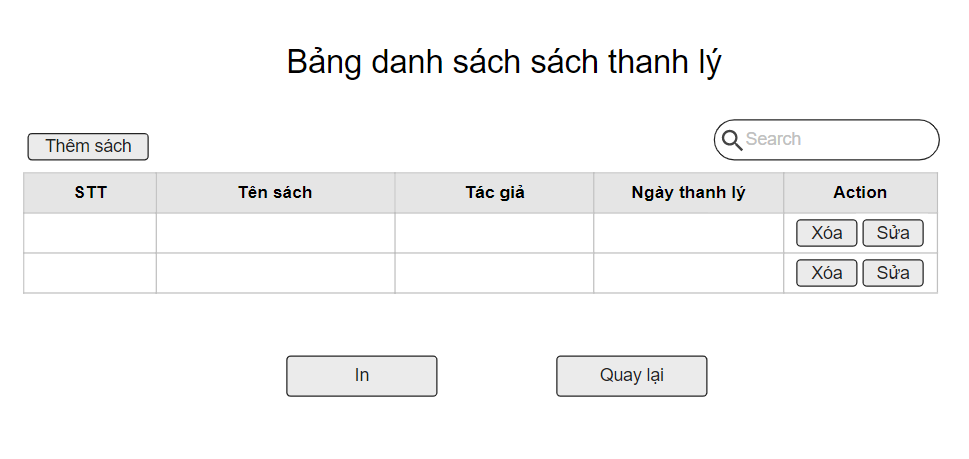 Bảng danh sách sách thanh lý
Thêm sách
Search
STT Tên sách Tác giả Ngày thanh lý Action
Xóa Sửa
Xóa Sửa
In Quay lại